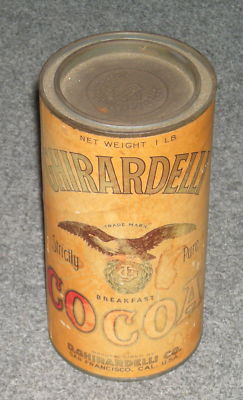 NET WEIGHT 1 LB.
GHIRARDELLI
TRADE MARK
Strictly Pure
BREAKFAST
COCOA
D. GHIRARDELLI CO.
SAN FRANCISCO, CAL. U.S.A.